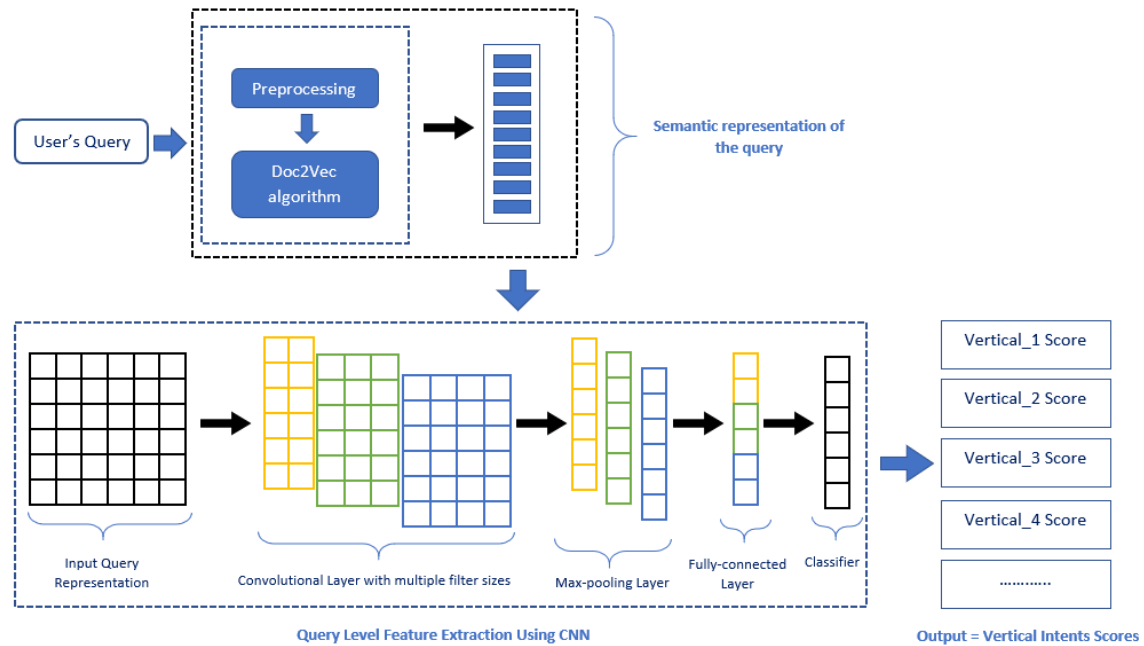 User's Query
Preprocessing
Doc2Vec
algorithm
Semantic representation of
the query
Input Query
Representation
Convolutional Layer with multiple filter sizes
Max-pooling Layer
Fully-connected
Layer
Classifier
Query Level Feature Extraction Using CNN
Vertical_1 Score
Vertical_2 Score
Vertical_3 Score
Vertical_4 Score
............
Output = Vertical Intents Scores